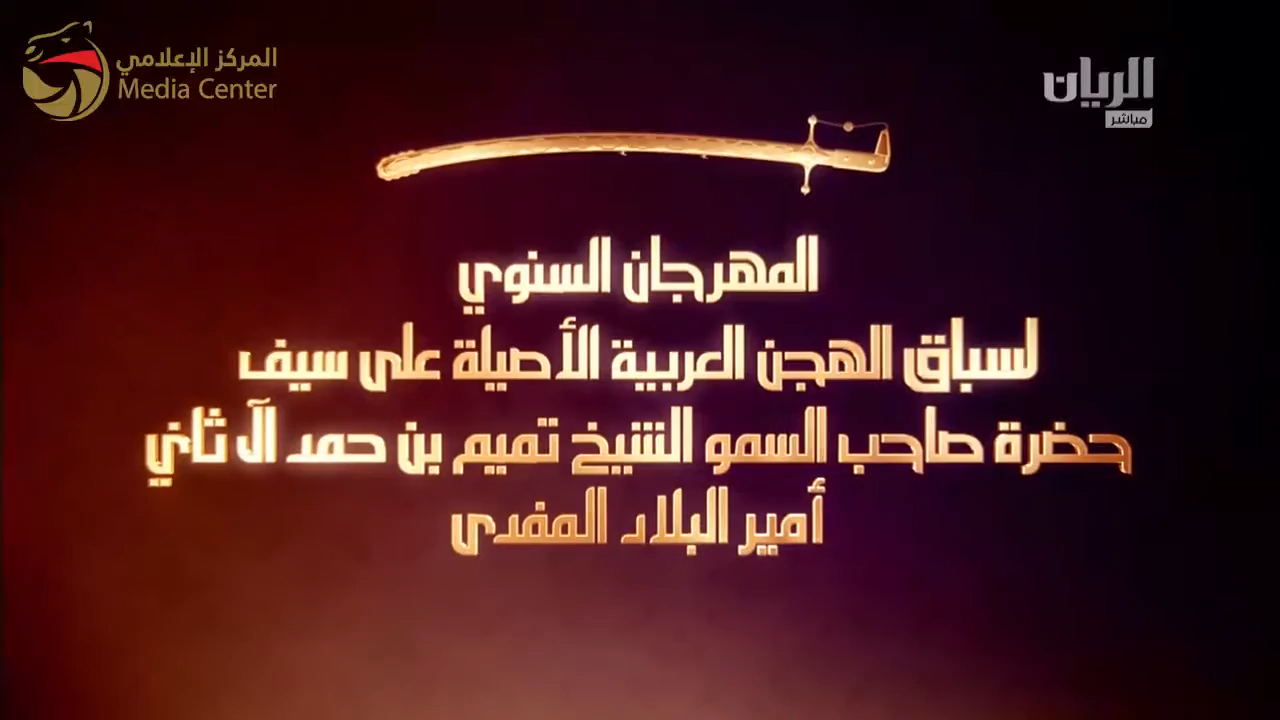 المركز الإعلامي
Media Center
الريان
مباشر
المهرجان السنوي
لسباق الهجن العربية الأصيلة على سيف
حضرة صاحب السمو الشيخ تميم بن حمد آل ثاني
أمير البلاد المفدى